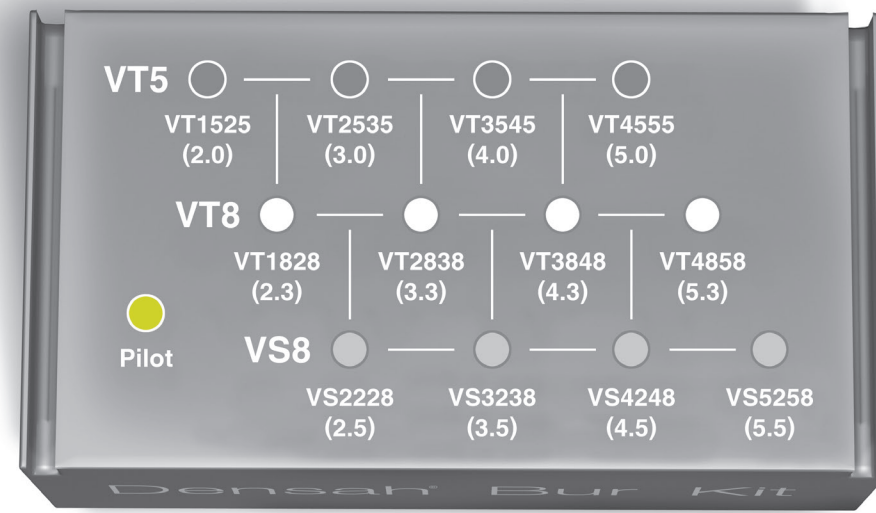 VT5
VT1525 VT2535 VT3545 VT4555
(2.0) (3.0) (4.0) (5.0)
VT8
VT1828 VT2838 VT3848 VT4858
(2.3) (3.3) (4.3) (5.3)
Pilot VS8
VS2228 VS3238 VS4248 VS5258
(2.5) (3.5) (4.5) (5.5)
Densah® Bur Kit